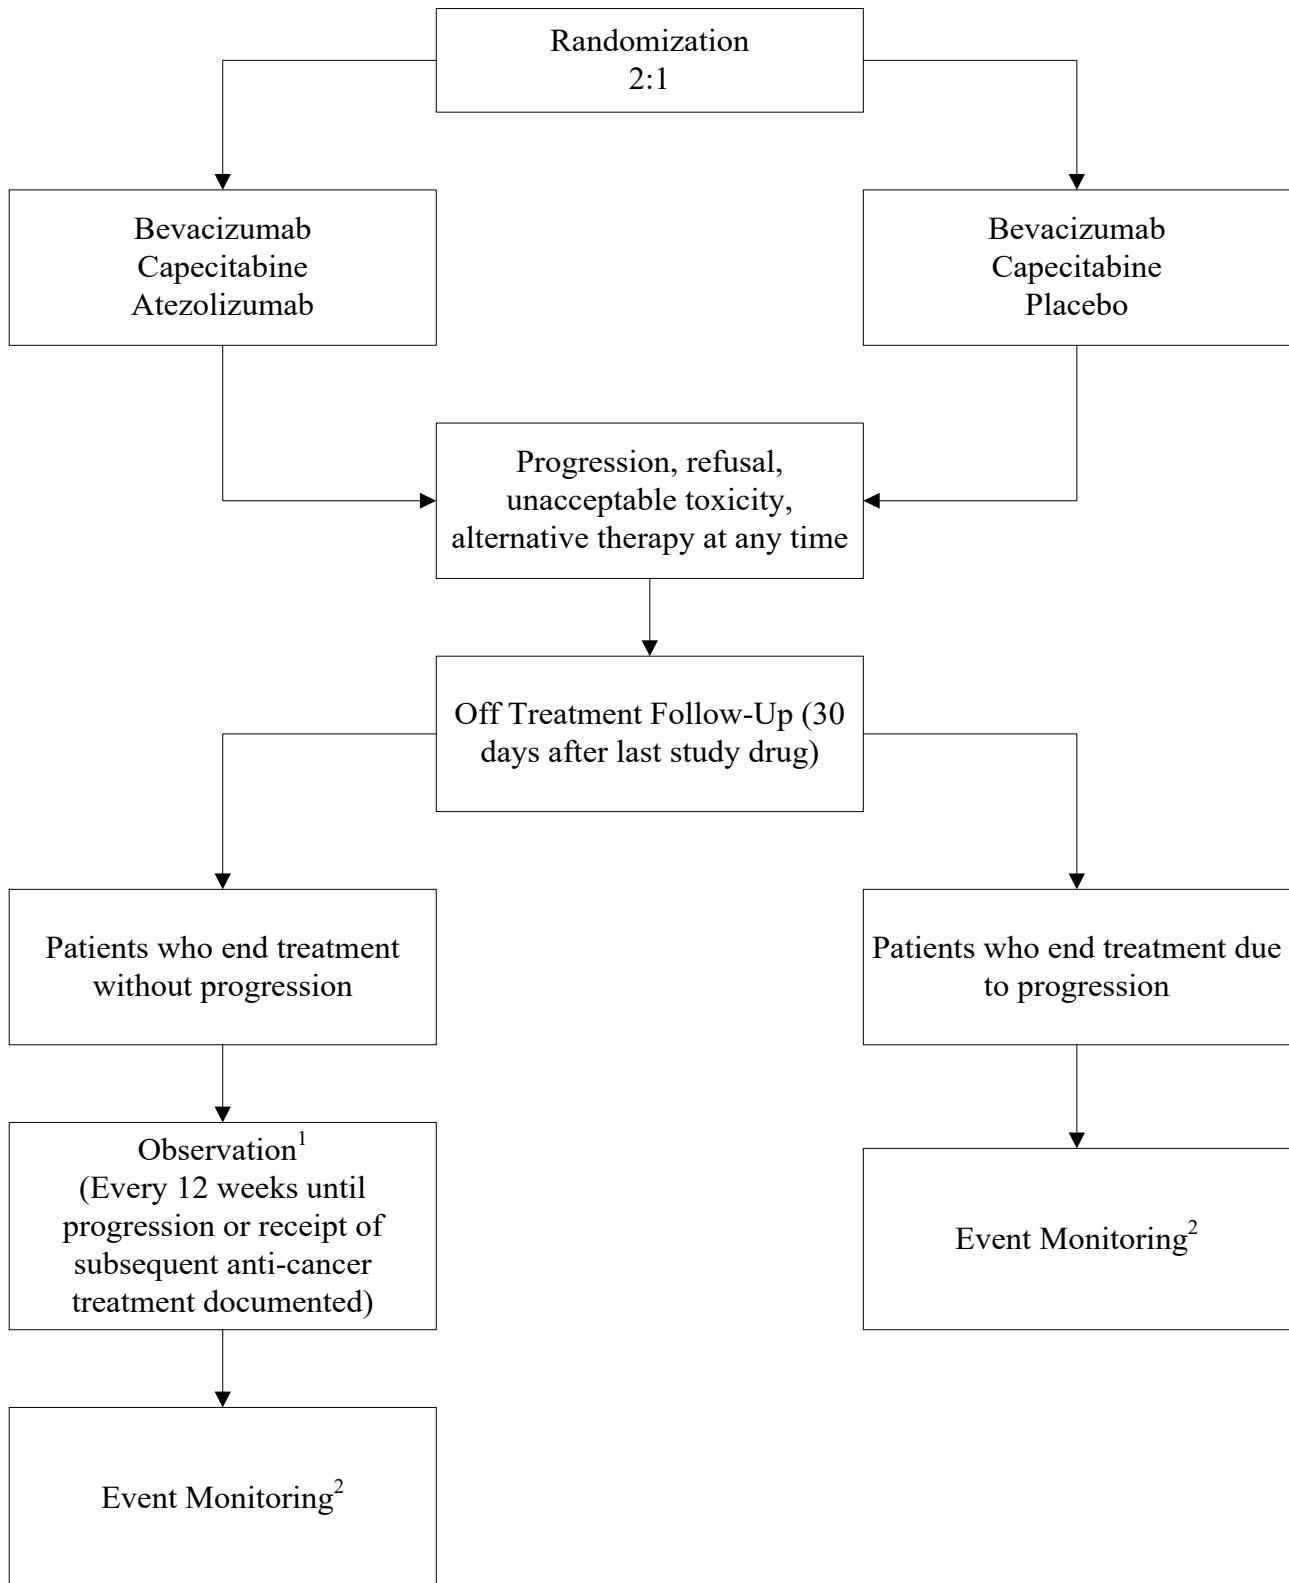 Randomization
2:1
Bevacizumab
Capecitabine
Atezolizumab
Bevacizumab
Capecitabine
Placebo
Progression, refusal,
unacceptable toxicity,
alternative therapy at any time
Off Treatment Follow-Up (30
days after last study drug)
Patients who end treatment
without progression
Patients who end treatment due
to progression
Observation¹
(Every 12 weeks until
progression or receipt of
subsequent anti-cancer
treatment documented)
Event Monitoring²
Event Monitoring²